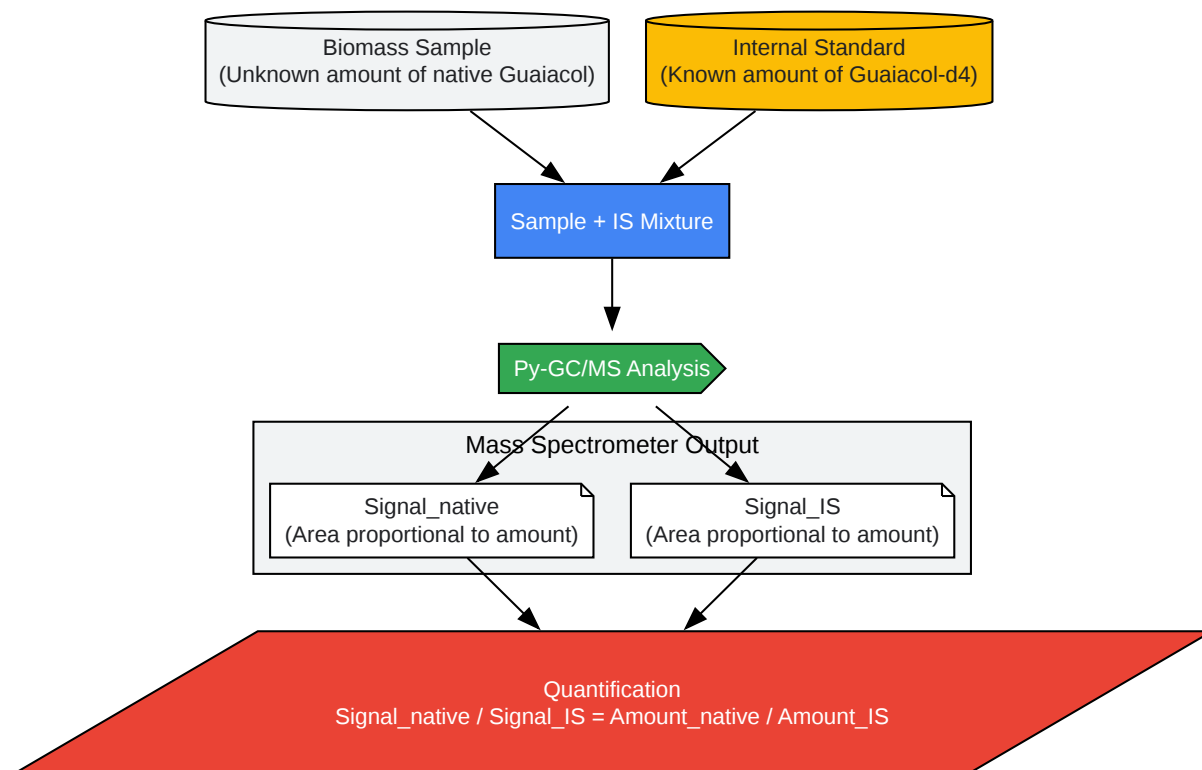 Biomass Sample
(Unknown amount of native Guaiacol)
Internal Standard
(Known amount of Guaiacol-d4)
Sample + IS Mixture
Py-GC/MS Analysis
Mass Spectrometer Output
Signal_native
(Area proportional to amount)
Signal_IS
(Area proportional to amount)
Quantification
Signal_native / Signal_IS = Amount_native / Amount_IS